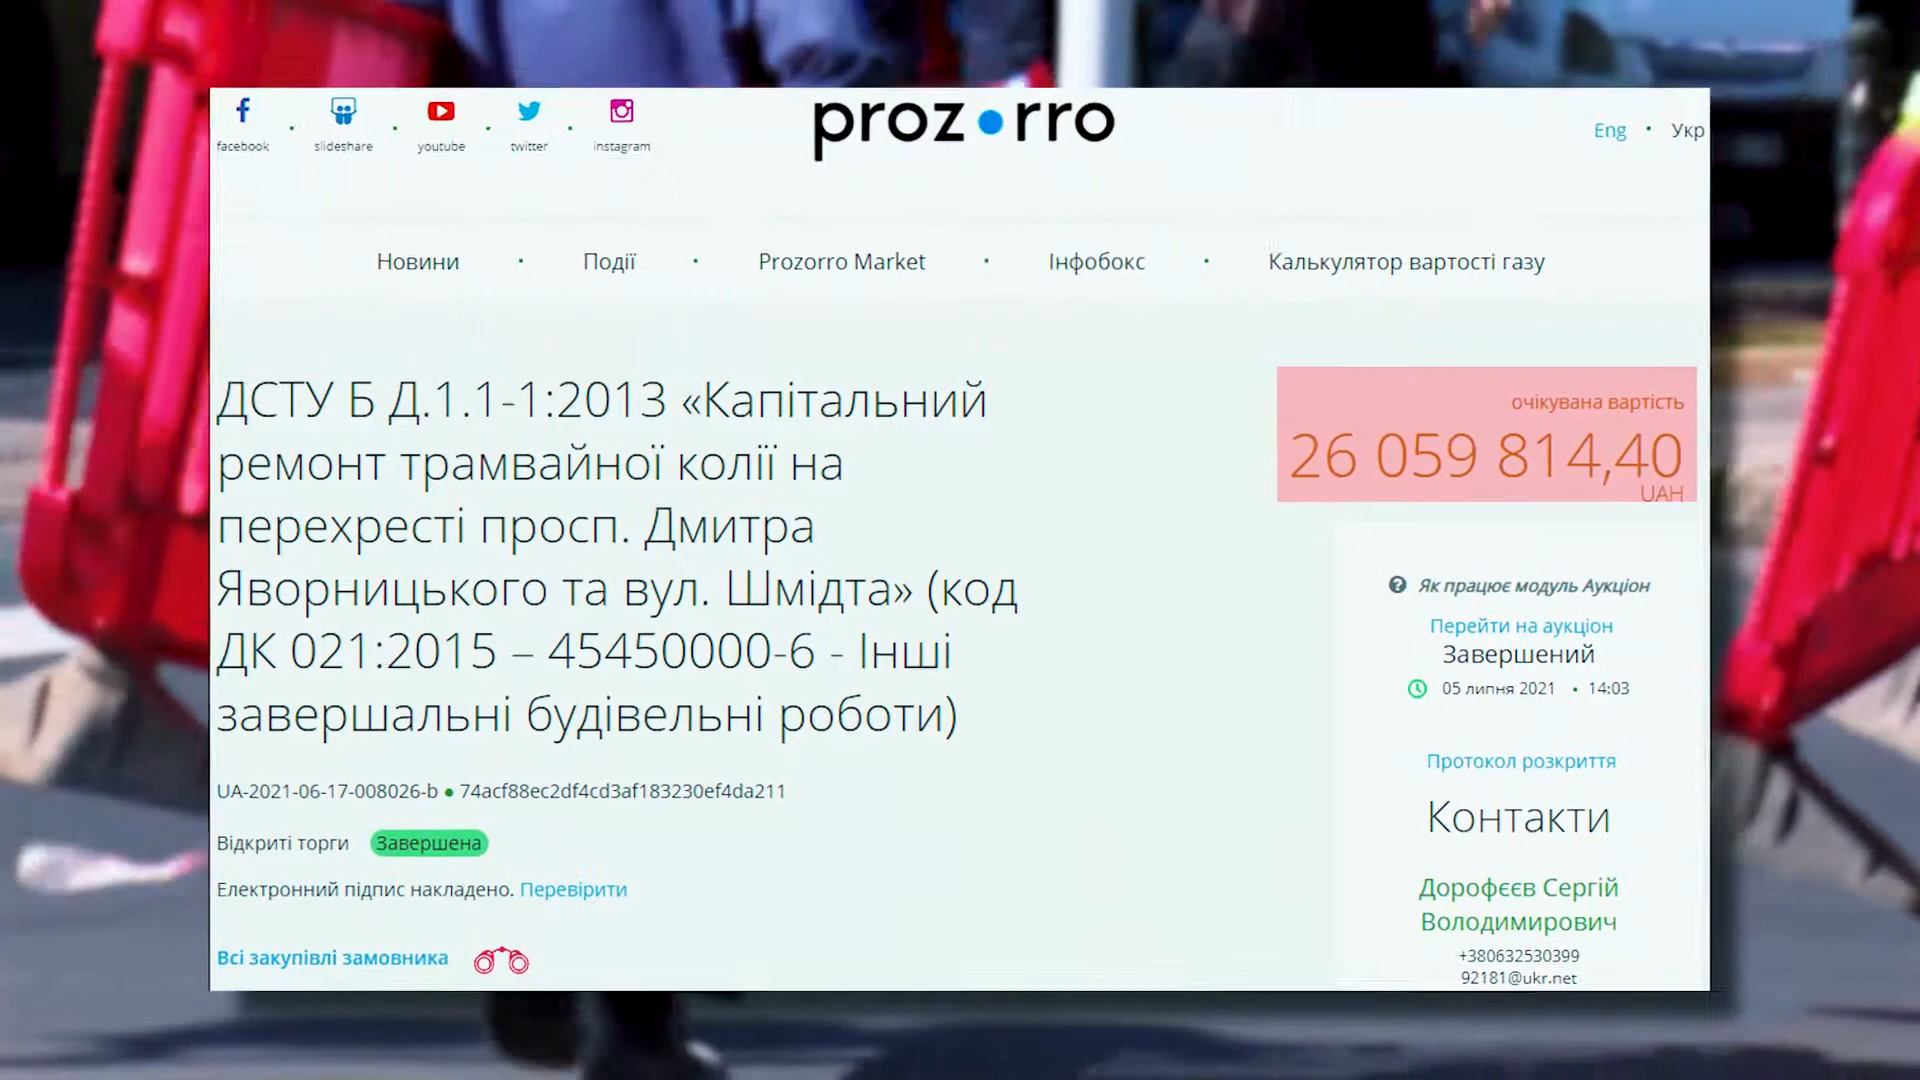 facebook · slideshare · youtube · twitter · instagram
prozorro
Eng · Укр
Новини · Події · Prozorro Market · Інфобокс · Калькулятор вартості газу
ДСТУ Б Д.1.1-1:2013 «Капітальний
ремонт трамвайної колії на
перехресті просп. Дмитра
Яворницького та вул. Шмідта» (код
ДК 021:2015 – 45450000-6 - Інші
завершальні будівельні роботи)
UA-2021-06-17-008026-b ● 74acf88ec2df4cd3af183230ef4da211
Відкриті торги Завершена
Електронний підпис накладено. Перевірити
Всі закупівлі замовника
очікувана вартість
26 059 814,40
UAH
Як працює модуль Аукціон
Перейти на аукціон
Завершений
05 липня 2021 • 14:03
Протокол розкриття
Контакти
Дорофєєв Сергій
Володимирович
+380632530399
92181@ukr.net